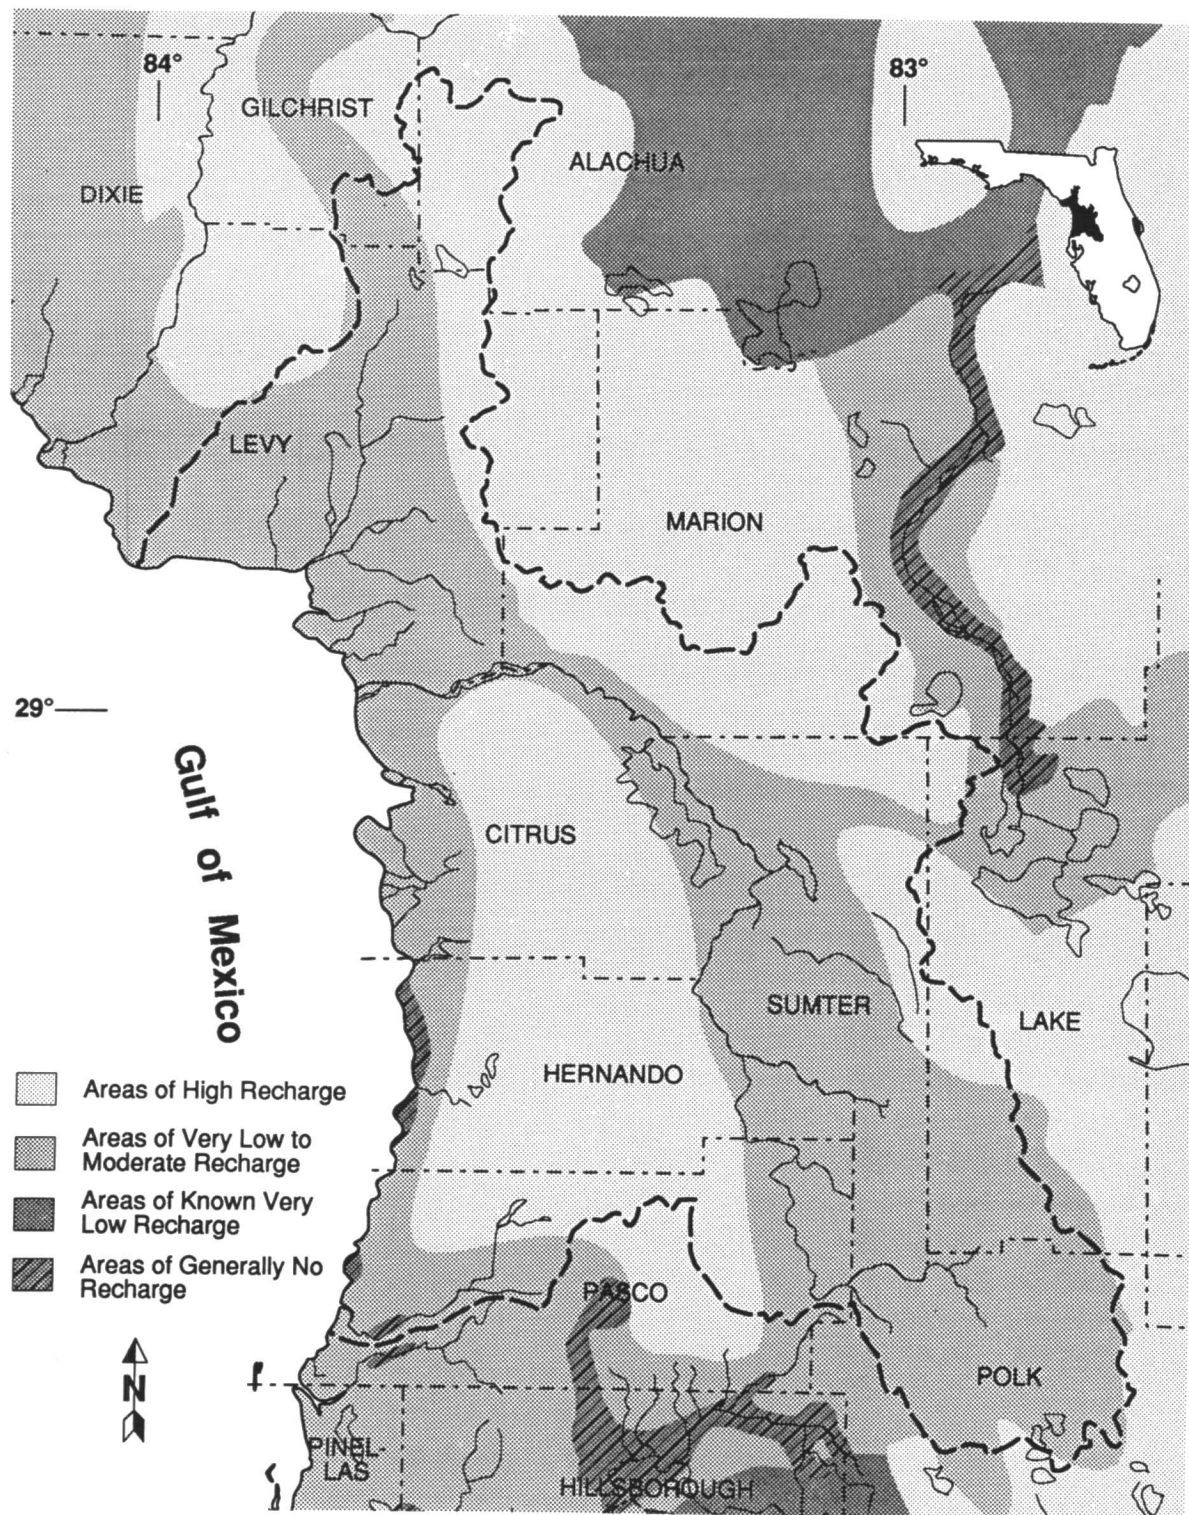 84°
83°
GILCHRIST
ALACHUA
DIXIE
LEVY
MARION
29°
Gulf of Mexico
CITRUS
SUMTER
LAKE
HERNANDO
Areas of High Recharge
Areas of Very Low to
Moderate Recharge
Areas of Known Very
Low Recharge
Areas of Generally No
Recharge
PASCO
N
POLK
PINEL-
LAS
HILLSBOROUGH